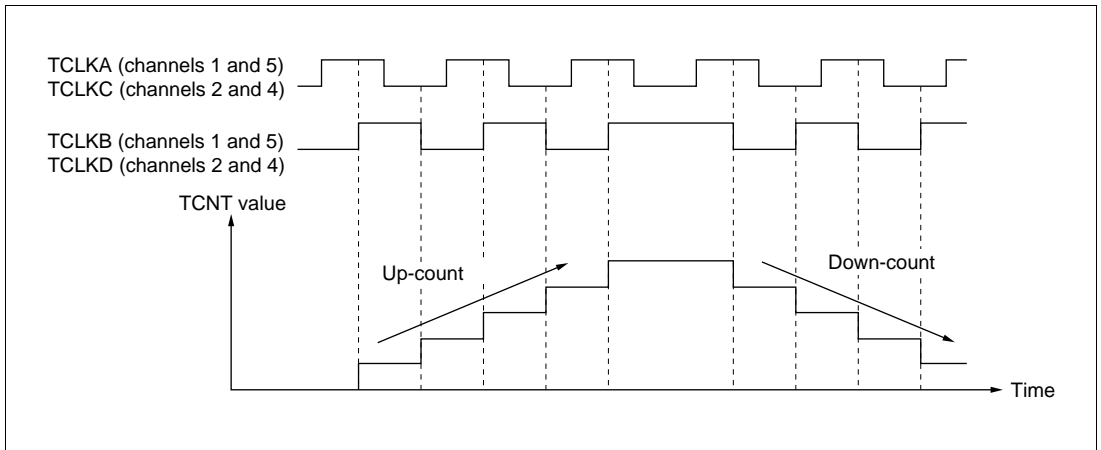 TCLKA (channels 1 and 5)
TCLKC (channels 2 and 4)
TCLKB (channels 1 and 5)
TCLKD (channels 2 and 4)
TCNT value
Up-count
Down-count
Time